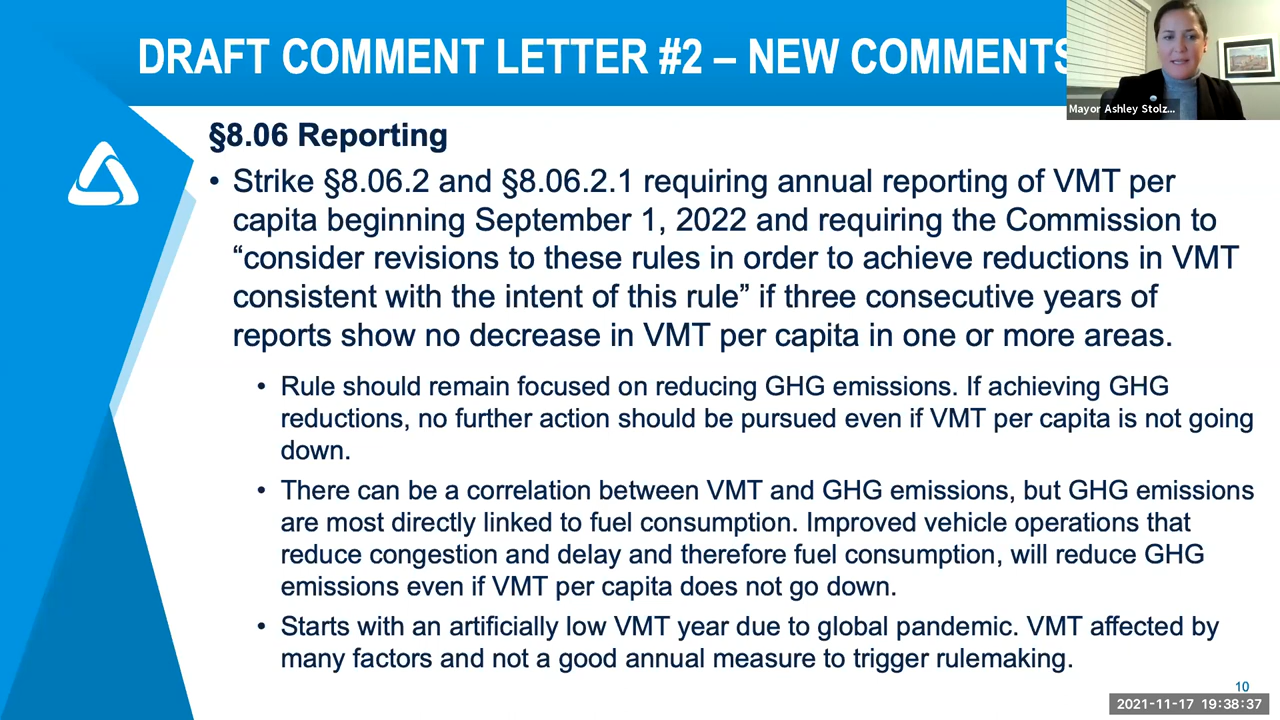 DRAFT COMMENT LETTER #2 – NEW COMMENTS
Mayor Ashley Stolz...
§8.06 Reporting
• Strike §8.06.2 and §8.06.2.1 requiring annual reporting of VMT per
capita beginning September 1, 2022 and requiring the Commission to
“consider revisions to these rules in order to achieve reductions in VMT
consistent with the intent of this rule” if three consecutive years of
reports show no decrease in VMT per capita in one or more areas.
• Rule should remain focused on reducing GHG emissions. If achieving GHG
reductions, no further action should be pursued even if VMT per capita is not going
down.
• There can be a correlation between VMT and GHG emissions, but GHG emissions
are most directly linked to fuel consumption. Improved vehicle operations that
reduce congestion and delay and therefore fuel consumption, will reduce GHG
emissions even if VMT per capita does not go down.
• Starts with an artificially low VMT year due to global pandemic. VMT affected by
many factors and not a good annual measure to trigger rulemaking.
10
2021-11-17 19:38:37